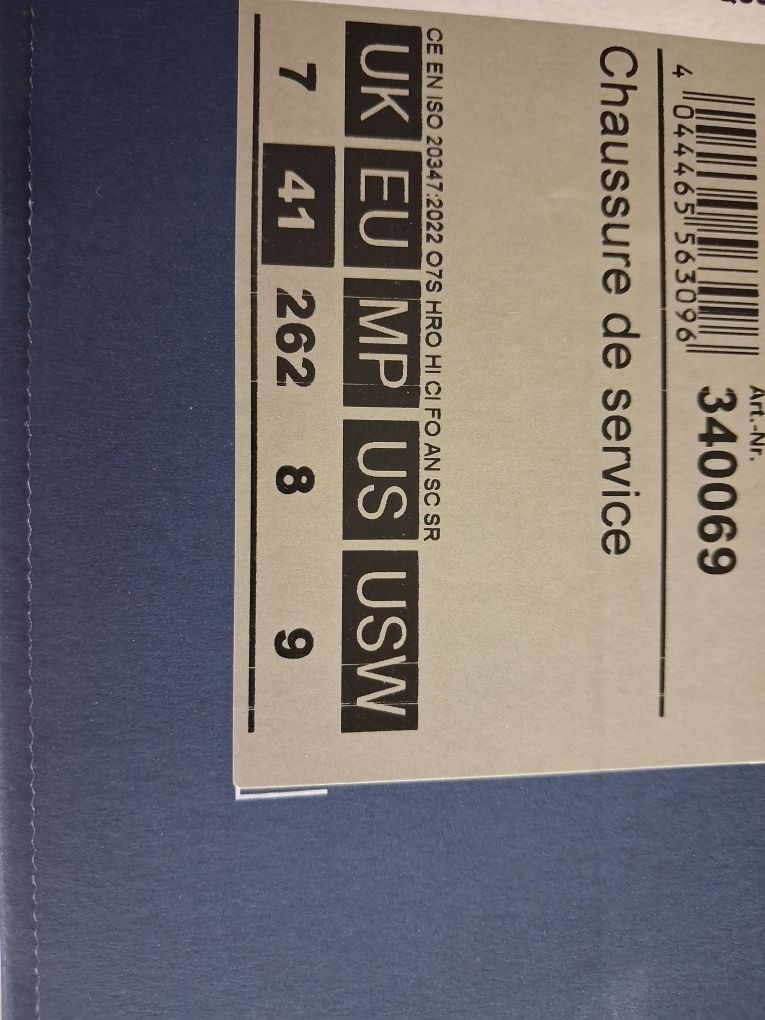 Art.-Nr.
4 044465 563096
340069
Chaussure de service
CE EN ISO 20347:2022 O7S HRO HI CI FO AN SC SR
UK EU MP US USW
7 41 262 8 9